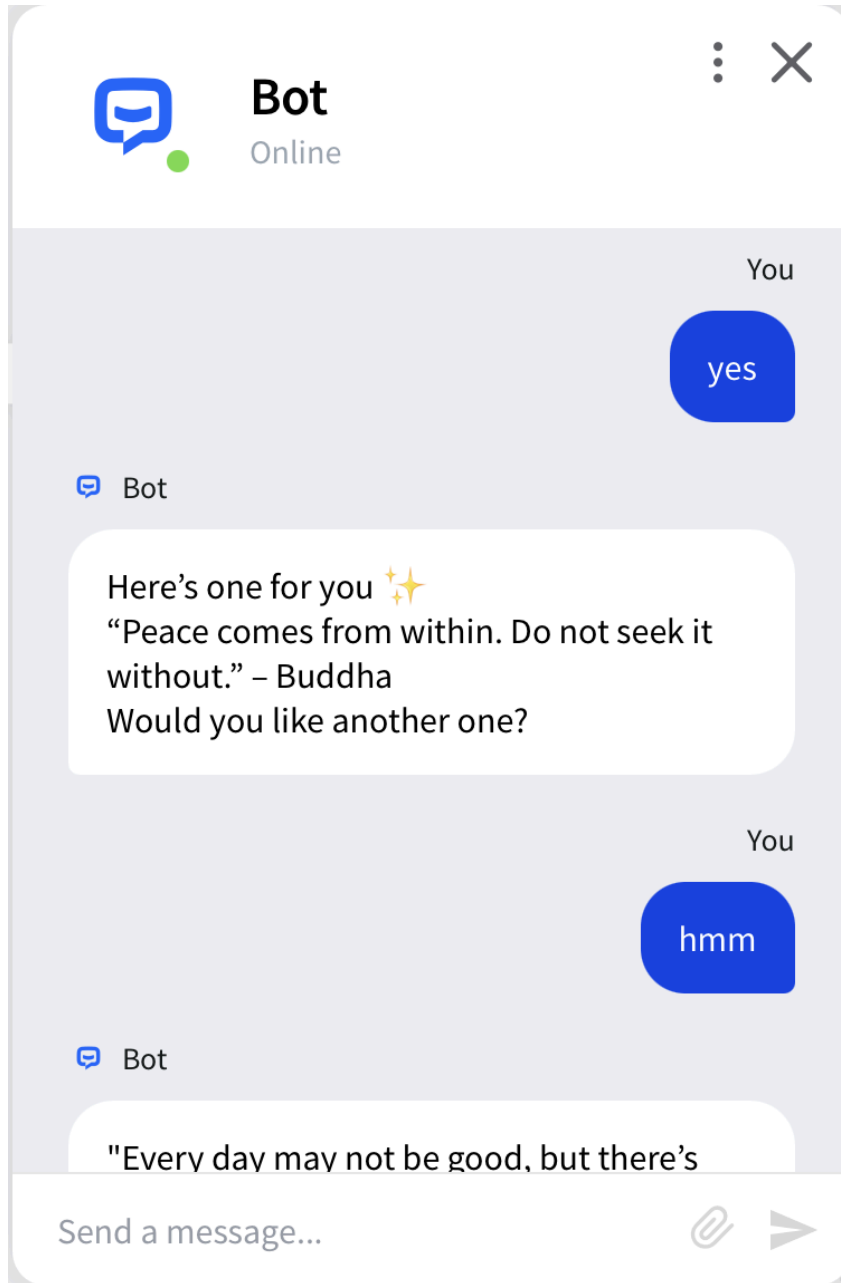 Bot
Online
You
yes
Bot
Here’s one for you ✨
“Peace comes from within. Do not seek it
without.” – Buddha
Would you like another one?
You
hmm
Bot
"Every day may not be good, but there’s
Send a message...